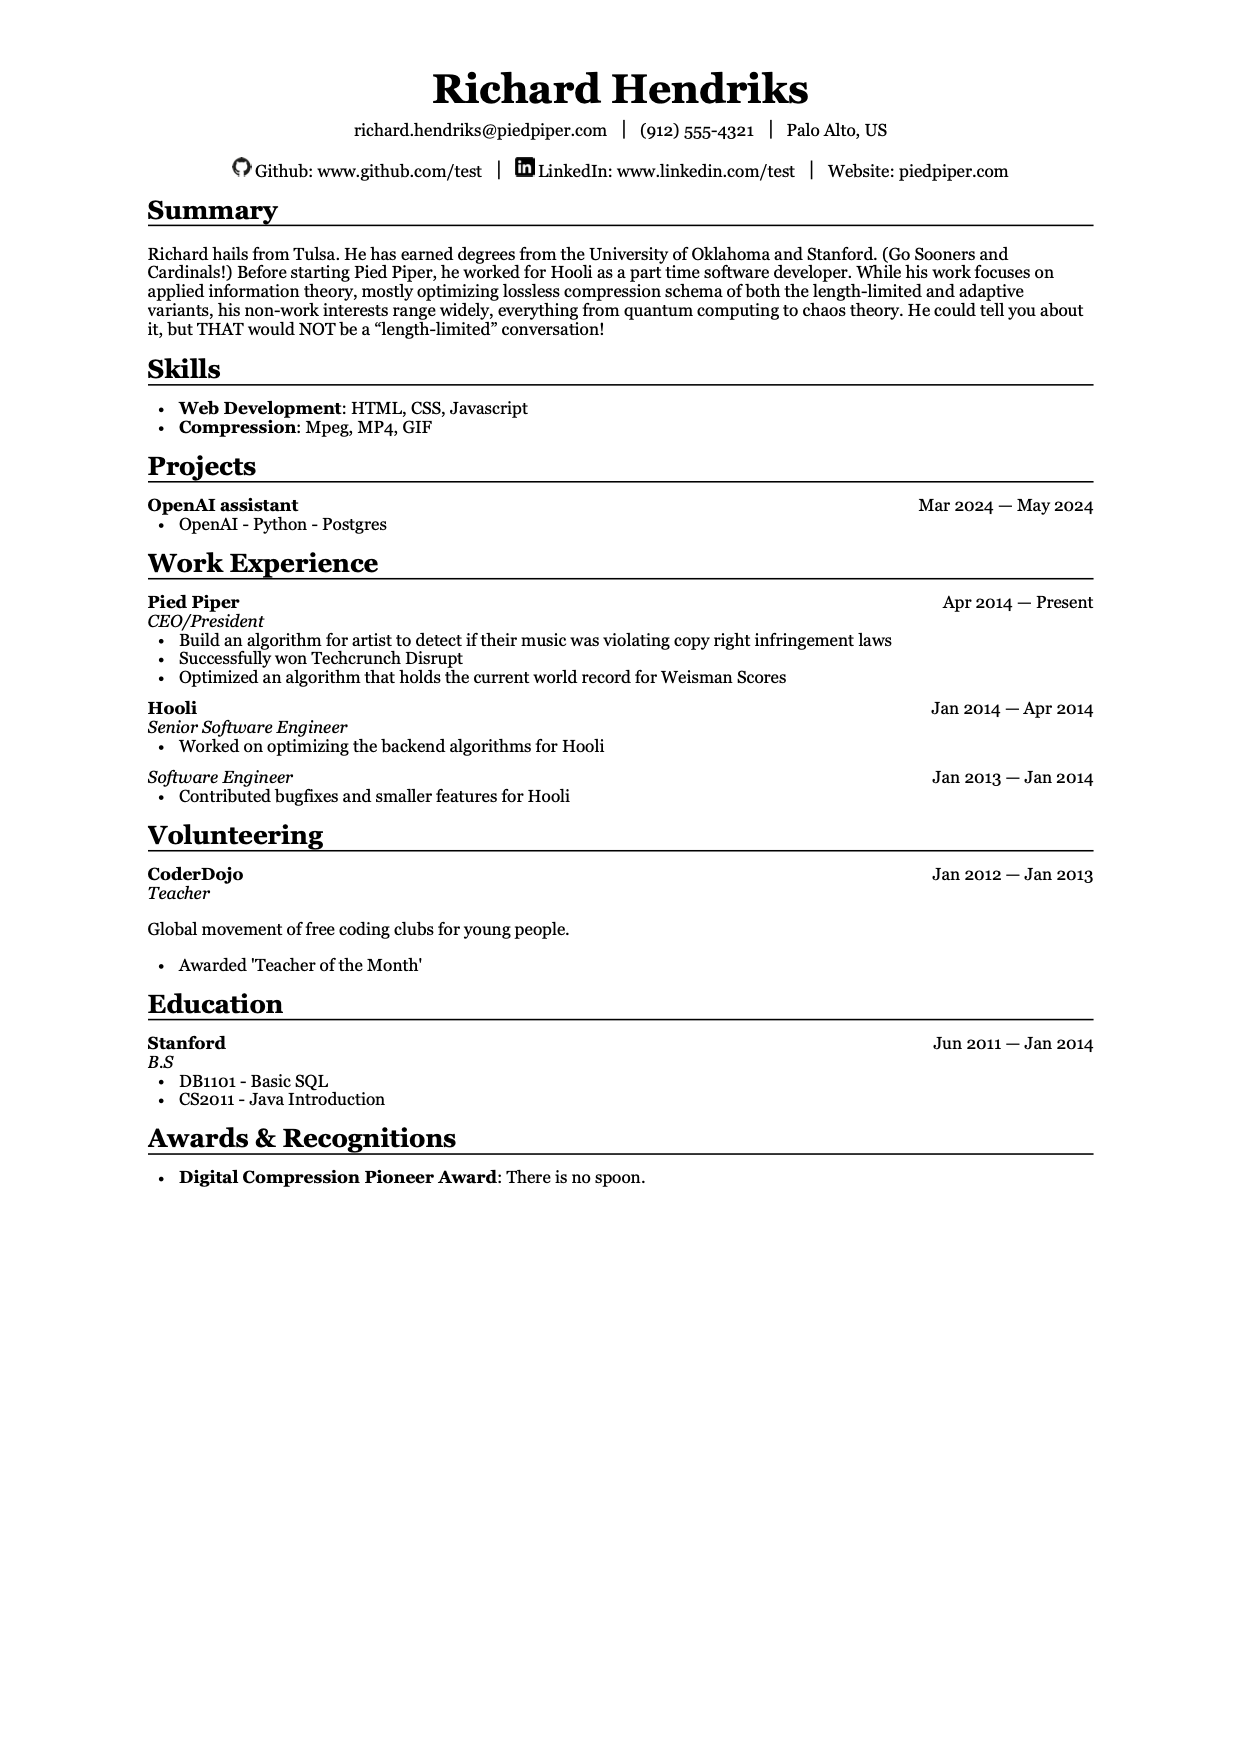 Richard Hendriks
richard.hendriks@piedpiper.com | (912) 555-4321 | Palo Alto, US
Github: www.github.com/test | LinkedIn: www.linkedin.com/test | Website: piedpiper.com
Summary
Richard hails from Tulsa. He has earned degrees from the University of Oklahoma and Stanford. (Go Sooners and
Cardinals!) Before starting Pied Piper, he worked for Hooli as a part time software developer. While his work focuses on
applied information theory, mostly optimizing lossless compression schema of both the length-limited and adaptive
variants, his non-work interests range widely, everything from quantum computing to chaos theory. He could tell you about
it, but THAT would NOT be a “length-limited” conversation!
Skills
• Web Development: HTML, CSS, Javascript
• Compression: Mpeg, MP4, GIF
Projects
OpenAI assistant Mar 2024 — May 2024
• OpenAI - Python - Postgres
Work Experience
Pied Piper Apr 2014 — Present
CEO/President
• Build an algorithm for artist to detect if their music was violating copy right infringement laws
• Successfully won Techcrunch Disrupt
• Optimized an algorithm that holds the current world record for Weisman Scores
Hooli Jan 2014 — Apr 2014
Senior Software Engineer
• Worked on optimizing the backend algorithms for Hooli
Software Engineer Jan 2013 — Jan 2014
• Contributed bugfixes and smaller features for Hooli
Volunteering
CoderDojo Jan 2012 — Jan 2013
Teacher
Global movement of free coding clubs for young people.
• Awarded 'Teacher of the Month'
Education
Stanford Jun 2011 — Jan 2014
B.S
• DB1101 - Basic SQL
• CS2011 - Java Introduction
Awards & Recognitions
• Digital Compression Pioneer Award: There is no spoon.